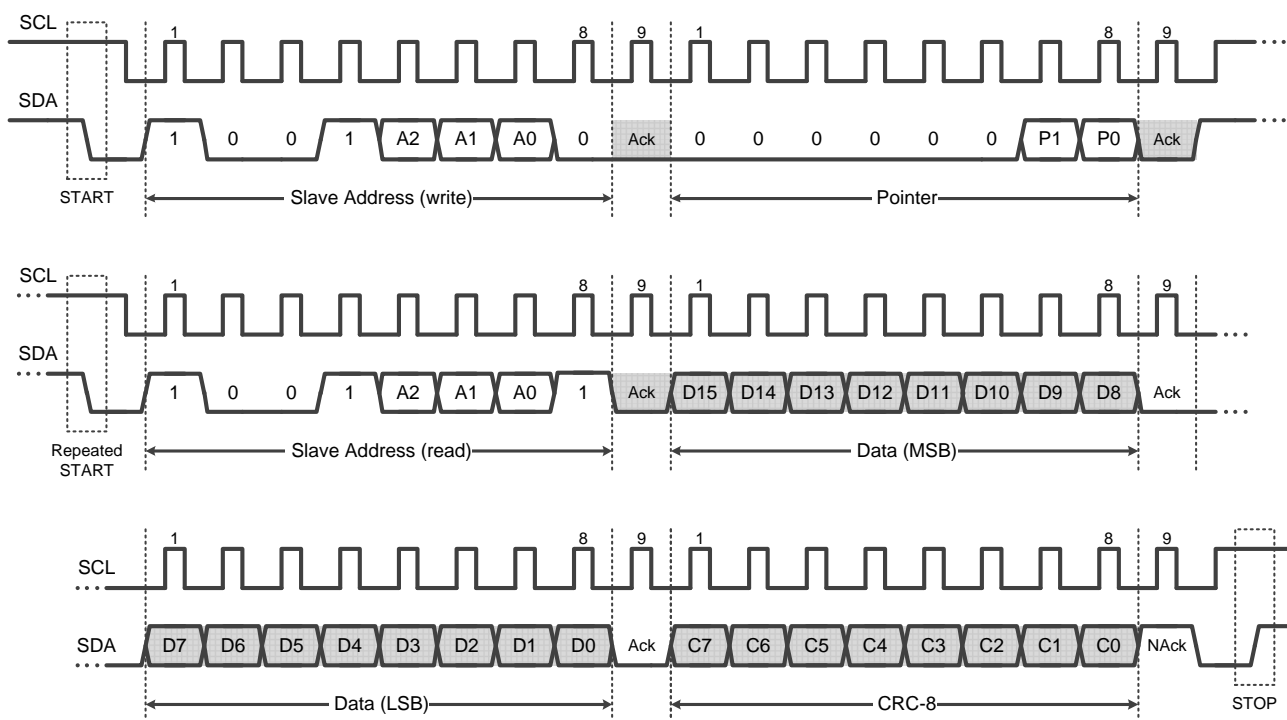 SCL
1 8 9 1 8 9
SDA
1 0 0 1 A2 A1 A0 0 Ack 0 0 0 0 0 0 P1 P0 Ack
START
Slave Address (write) Pointer
SCL
1 8 9 1 8 9
SDA
1 0 0 1 A2 A1 A0 1 Ack D15 D14 D13 D12 D11 D10 D9 D8 Ack
Repeated
START
Slave Address (read) Data (MSB)
1 8 9 1 8 9
SCL
SDA D7 D6 D5 D4 D3 D2 D1 D0 Ack C7 C6 C5 C4 C3 C2 C1 C0 NAck
Data (LSB) CRC-8 STOP